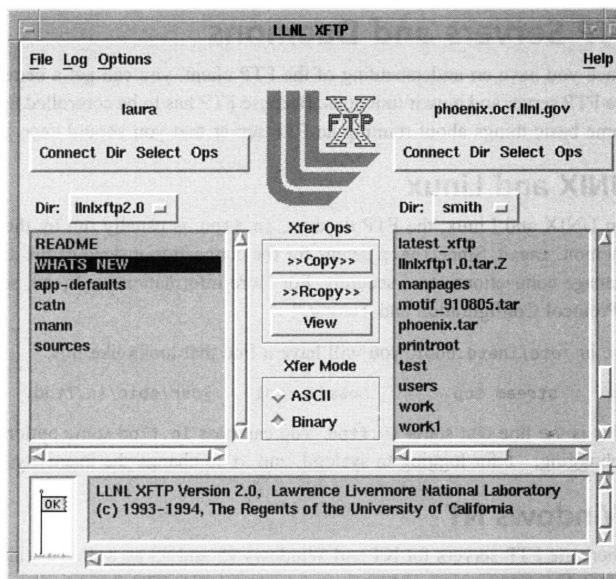 LLNL XFTP
File Log Options Help
laura
phoenix.ocf.llnl.gov
X
FTP
Connect Dir Select Ops
Connect Dir Select Ops
Dir: llnlxftp2.0
Dir: smith
README
WHATS_NEW
app-defaults
catn
mann
sources
Xfer Ops
>>Copy>>
>>Rcopy>>
View
Xfer Mode
ASCII
Binary
latest_xftp
llnlxftp1.0.tar.Z
manpages
motif_910805.tar
phoenix.tar
printroot
test
users
work
work1
OK
LLNL XFTP Version 2.0, Lawrence Livermore National Laboratory
(c) 1993-1994, The Regents of the University of California